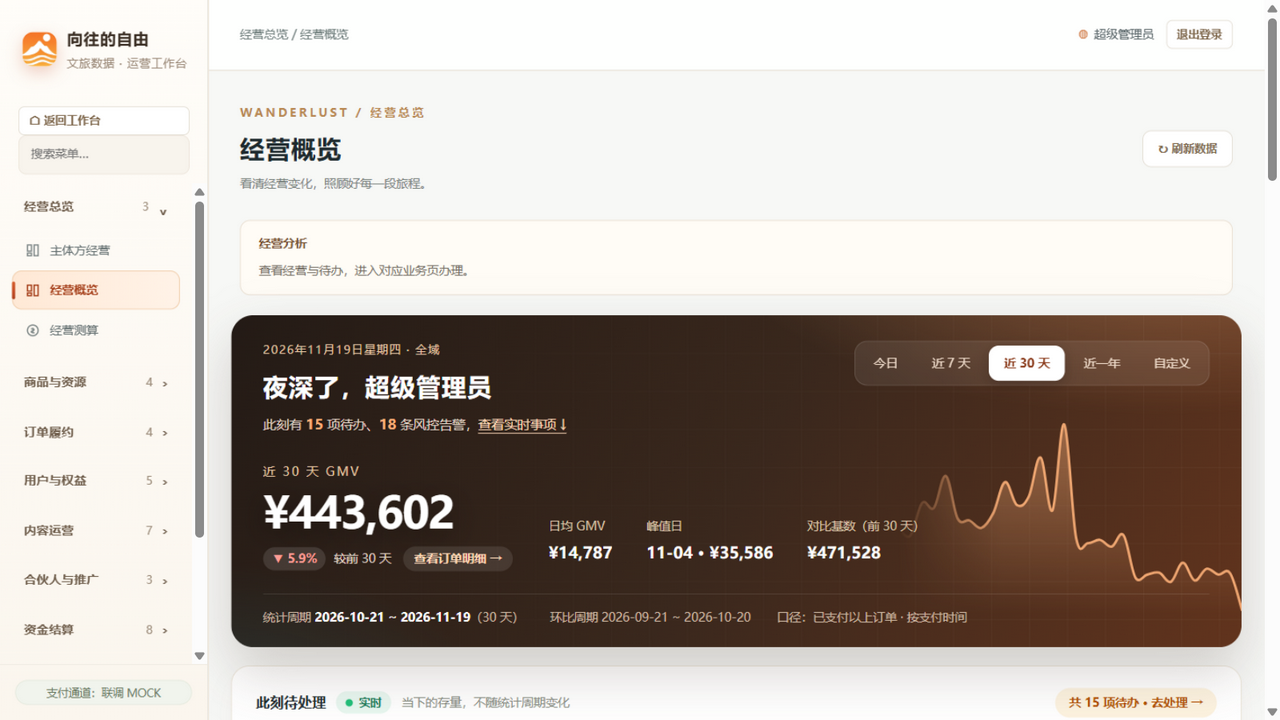 向往的自由
文旅数据 · 运营工作台
返回工作台
搜索菜单...
经营总览 3
主体方经营
经营概览
经营测算
商品与资源 4
订单履约 4
用户与权益 5
内容运营 7
合伙人与推广 3
资金结算 8
支付通道：联调 MOCK
经营总览 / 经营概览
超级管理员
退出登录
WANDERLUST / 经营总览
经营概览
看清经营变化，照顾好每一段旅程。
↻ 刷新数据
经营分析
查看经营与待办，进入对应业务页办理。
2026年11月19日星期四 · 全域
夜深了，超级管理员
此刻有 15 项待办、18 条风控告警，查看实时事项↓
今日 近 7 天 近 30 天 近一年 自定义
近 30 天 GMV
¥443,602
▼ 5.9% 较前 30 天 查看订单明细 →
日均 GMV
¥14,787
峰值日
11-04 • ¥35,586
对比基数（前 30 天）
¥471,528
统计周期 2026-10-21 ~ 2026-11-19（30 天） 环比周期 2026-09-21 ~ 2026-10-20 口径：已支付以上订单 · 按支付时间
此刻待处理 实时 当下的存量，不随统计周期变化
共 15 项待办 • 去处理 →